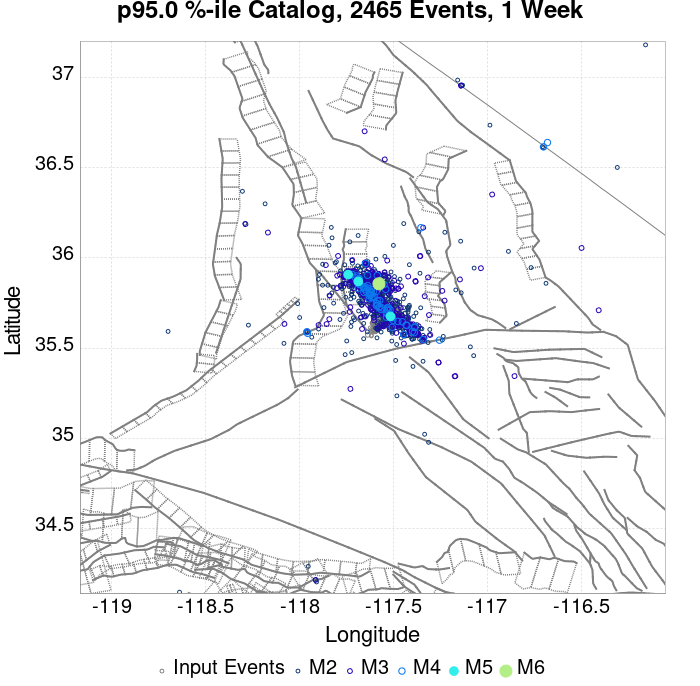 p95.0 %-ile Catalog, 2465 Events, 1 Week
37
36.5
36
35.5
35
34.5
Latitude
-119
-118.5
-118
-117.5
-117
-116.5
Longitude
Input Events
M2
M3
M4
M5
M6